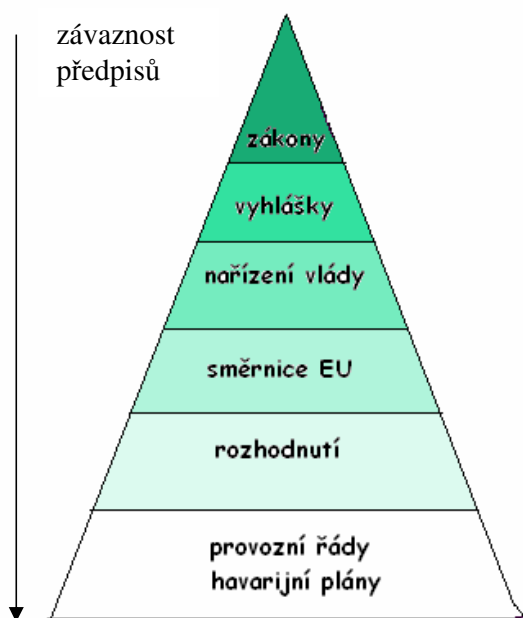 závaznost
předpisů
zákony
vyhlášky
nařízení vlády
směrnice EU
rozhodnutí
provozní řády
havarijní plány